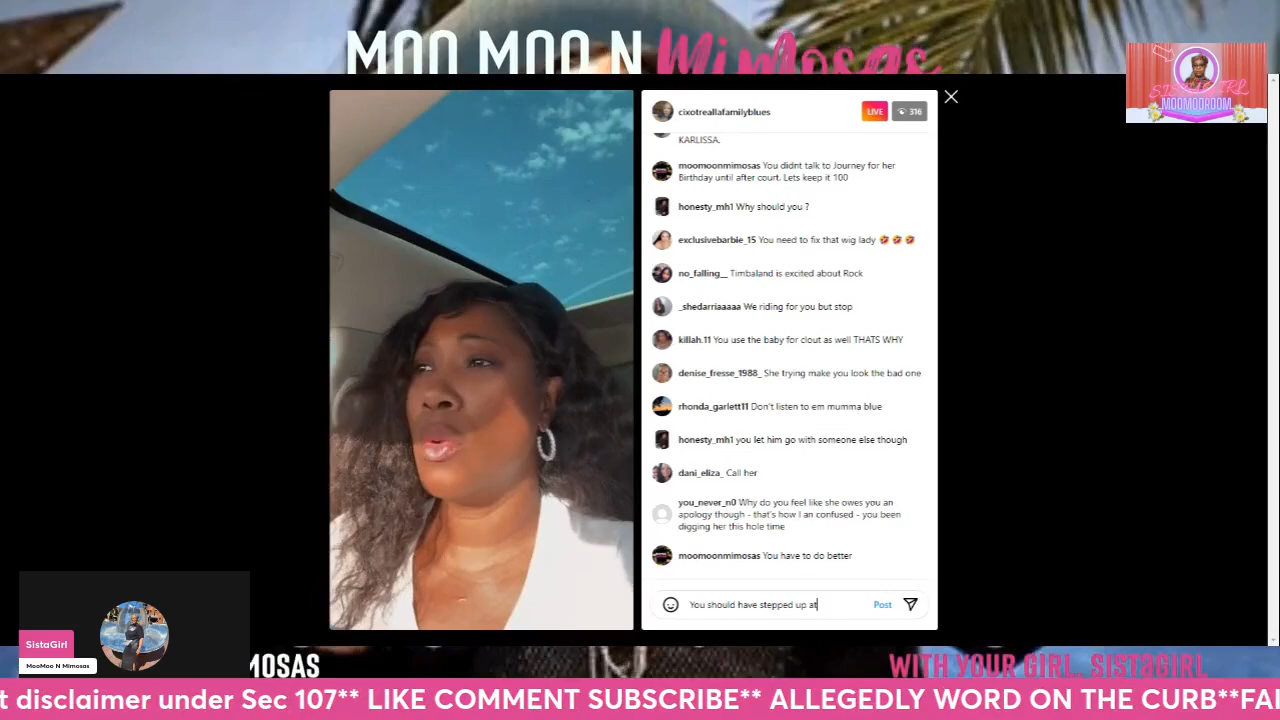 MOO MOO N Mimosas
SISTAGIRL
MOOMOOROOM
cixotreallafamilyblues
LIVE
316
KARLISSA.
moomoonmimosas You didnt talk to Journey for her
Birthday until after court. Lets keep it 100
honesty_mh1 Why should you ?
exclusivebarbie_15 You need to fix that wig lady 🤣 🤣 🤣
no_falling__ Timbaland is excited about Rock
_shedarriaaaaa We riding for you but stop
killah.11 You use the baby for clout as well THATS WHY
denise_fresse_1988_ She trying make you look the bad one
rhonda_garlett11 Don't listen to em mumma blue
honesty_mh1 you let him go with someone else though
dani_eliza_ Call her
you_never_n0 Why do you feel like she owes you an
apology though - that's how I an confused - you been
digging her this hole time
moomoonmimosas You have to do better
You should have stepped up at
Post
SistaGirl
MooMoo N Mimosas
MOSAS
WITH YOUR GIRL, SISTAGIRL
t disclaimer under Sec 107** LIKE COMMENT SUBSCRIBE** ALLEGEDLY WORD ON THE CURB**FAI